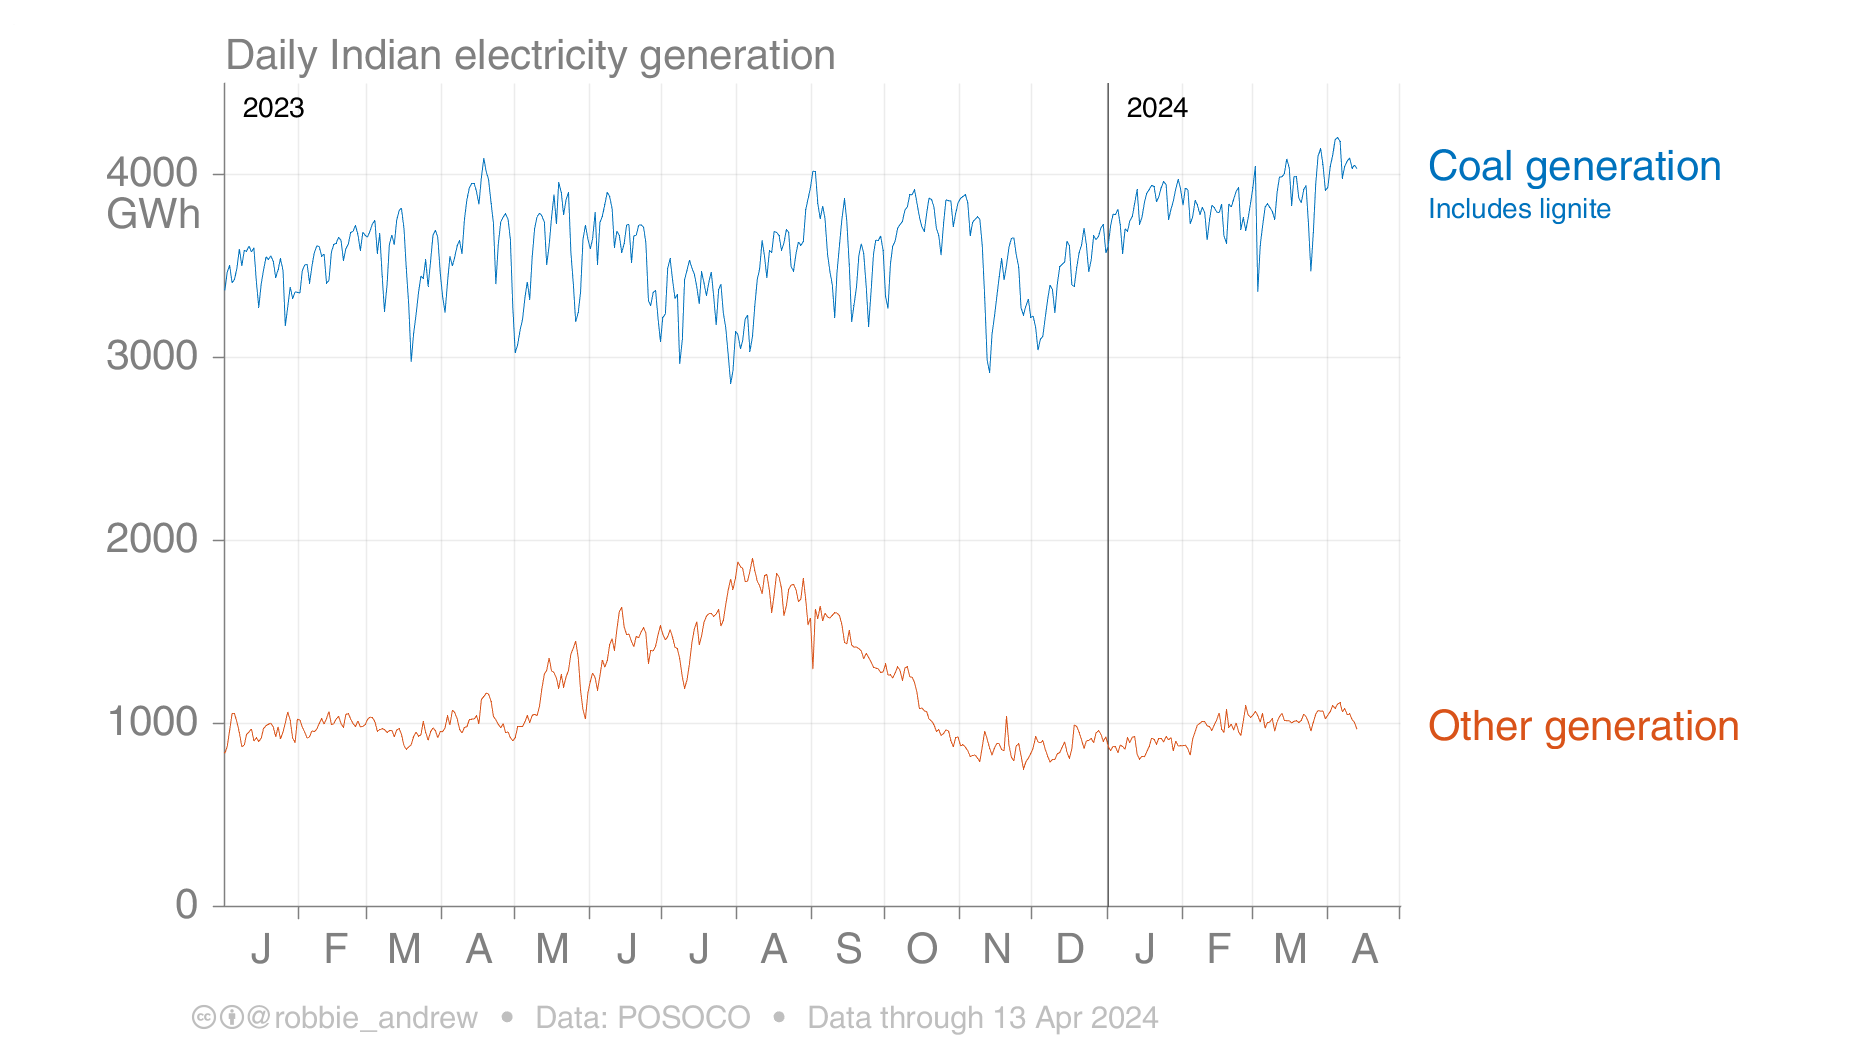 Daily Indian electricity generation
2023
2024
4000
GWh
3000
2000
1000
0
Coal generation
Includes lignite
Other generation
J F M A M J J A S O N D J F M A
@robbie_andrew • Data: POSOCO • Data through 13 Apr 2024